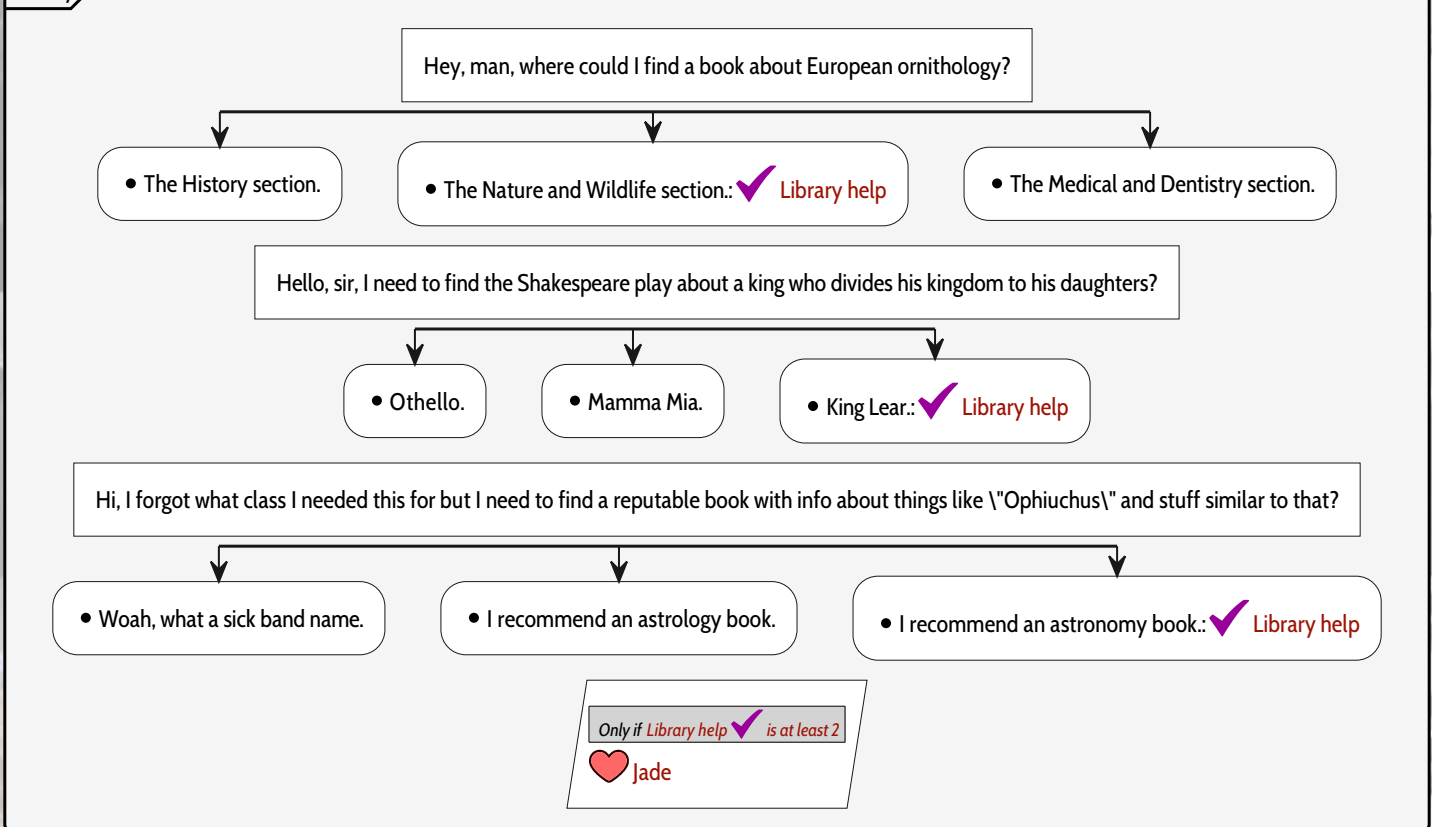 Hey, man, where could I find a book about European ornithology?
• The History section.
• The Nature and Wildlife section.: Library help
• The Medical and Dentistry section.
Hello, sir, I need to find the Shakespeare play about a king who divides his kingdom to his daughters?
• Othello.
• Mamma Mia.
• King Lear.: Library help
Hi, I forgot what class I needed this for but I need to find a reputable book with info about things like \"Ophiuchus\" and stuff similar to that?
• Woah, what a sick band name.
• I recommend an astrology book.
• I recommend an astronomy book.: Library help
Only if Library help is at least 2
Jade